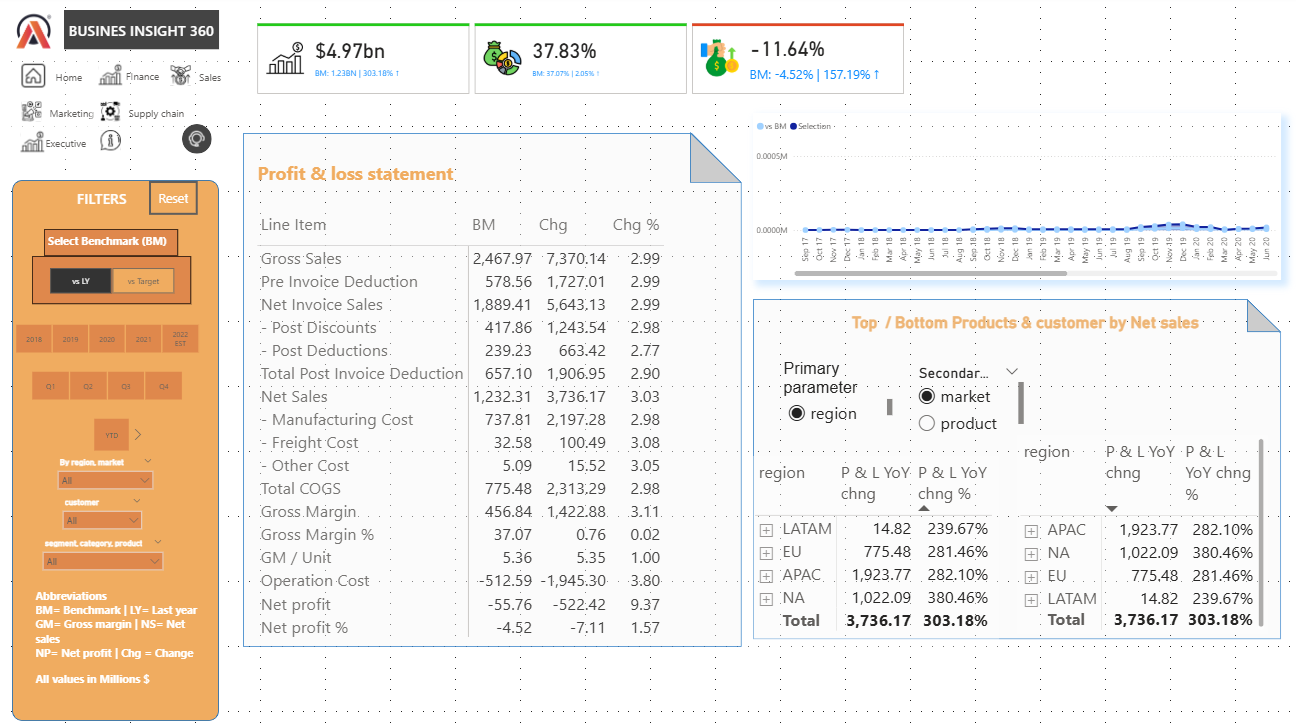 BUSINES INSIGHT 360
Home
Finance
Sales
Marketing
Supply chain
Executive
$4.97bn
BM: 1.23BN | 303.18% ↑
37.83%
BM: 37.07% | 2.05% ↑
-11.64%
BM: -4.52% | 157.19% ↑
FILTERS
Reset
Select Benchmark (BM)
vs LY
vs Target
2018 2019 2020 2021 2022 EST
Q1 Q2 Q3 Q4
YTD
By region, market
All
customer
All
segment, category, product
All
Abbreviations
BM= Benchmark | LY= Last year
GM= Gross margin | NS= Net
sales
NP= Net profit | Chg = Change
All values in Millions $
Profit & loss statement
Line Item BM Chg Chg %
Gross Sales 2,467.97 7,370.14 2.99
Pre Invoice Deduction 578.56 1,727.01 2.99
Net Invoice Sales 1,889.41 5,643.13 2.99
- Post Discounts 417.86 1,243.54 2.98
- Post Deductions 239.23 663.42 2.77
Total Post Invoice Deduction 657.10 1,906.95 2.90
Net Sales 1,232.31 3,736.17 3.03
- Manufacturing Cost 737.81 2,197.28 2.98
- Freight Cost 32.58 100.49 3.08
- Other Cost 5.09 15.52 3.05
Total COGS 775.48 2,313.29 2.98
Gross Margin 456.84 1,422.88 3.11
Gross Margin % 37.07 0.76 0.02
GM / Unit 5.36 5.35 1.00
Operation Cost -512.59 -1,945.30 3.80
Net profit -55.76 -522.42 9.37
Net profit % -4.52 -7.11 1.57
vs BM Selection
0.0005M
0.0000M
Sep 17 Oct 17 Nov 17 Dec 17 Jan 18 Feb 18 Mar 18 Apr 18 May 18 Jun 18 Jul 18 Aug 18 Sep 18 Oct 18 Nov 18 Dec 18 Jan 19 Feb 19 Mar 19 Apr 19 May 19 Jun 19 Jul 19 Aug 19 Sep 19 Oct 19 Nov 19 Dec 19 Jan 20 Feb 20 Mar 20 Apr 20 May 20 Jun 20
Top / Bottom Products & customer by Net sales
Primary
parameter
region
Secondar...
market
product
region P & L YoY chng P & L YoY chng %
LATAM 14.82 239.67%
EU 775.48 281.46%
APAC 1,923.77 282.10%
NA 1,022.09 380.46%
Total 3,736.17 303.18%
region P & L YoY chng P & L YoY chng %
APAC 1,923.77 282.10%
NA 1,022.09 380.46%
EU 775.48 281.46%
LATAM 14.82 239.67%
Total 3,736.17 303.18%